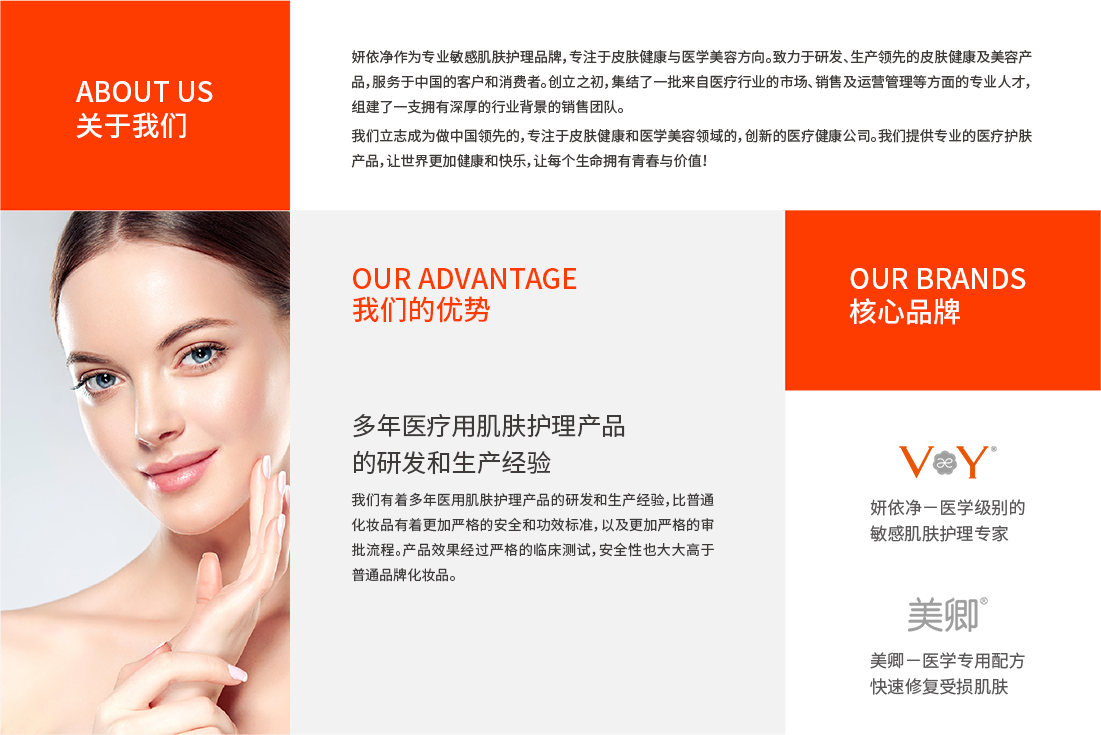 ABOUT US
关于我们
妍依净作为专业敏感肌肤护理品牌,专注于皮肤健康与医学美容方向。致力于研发、生产领先的皮肤健康及美容产
品,服务于中国的客户和消费者。创立之初,集结了一批来自医疗行业的市场、销售及运营管理等方面的专业人才,
组建了一支拥有深厚的行业背景的销售团队。
我们立志成为做中国领先的,专注于皮肤健康和医学美容领域的,创新的医疗健康公司。我们提供专业的医疗护肤
产品,让世界更加健康和快乐,让每个生命拥有青春与价值!
OUR ADVANTAGE
我们的优势
多年医疗用肌肤护理产品
的研发和生产经验
我们有着多年医用肌肤护理产品的研发和生产经验,比普通
化妆品有着更加严格的安全和功效标准,以及更加严格的审
批流程。产品效果经过严格的临床测试,安全性也大大高于
普通品牌化妆品。
OUR BRANDS
核心品牌
VæY®
妍依净－医学级别的
敏感肌肤护理专家
美卿®
美卿－医学专用配方
快速修复受损肌肤